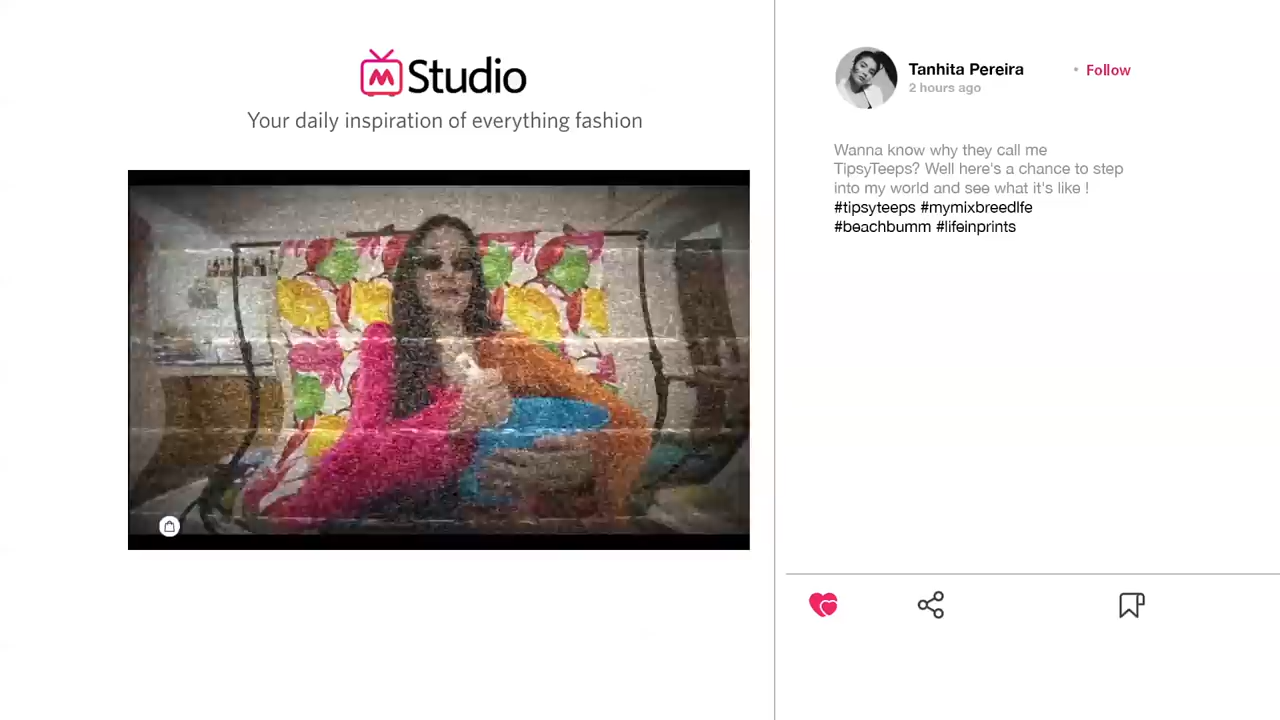 Studio
Your daily inspiration of everything fashion
Tanhita Pereira
• Follow
2 hours ago
Wanna know why they call me
TipsyTeeps? Well here's a chance to step
into my world and see what it's like !
#tipsyteeps #mymixbreedlfe
#beachbumm #lifeinprints